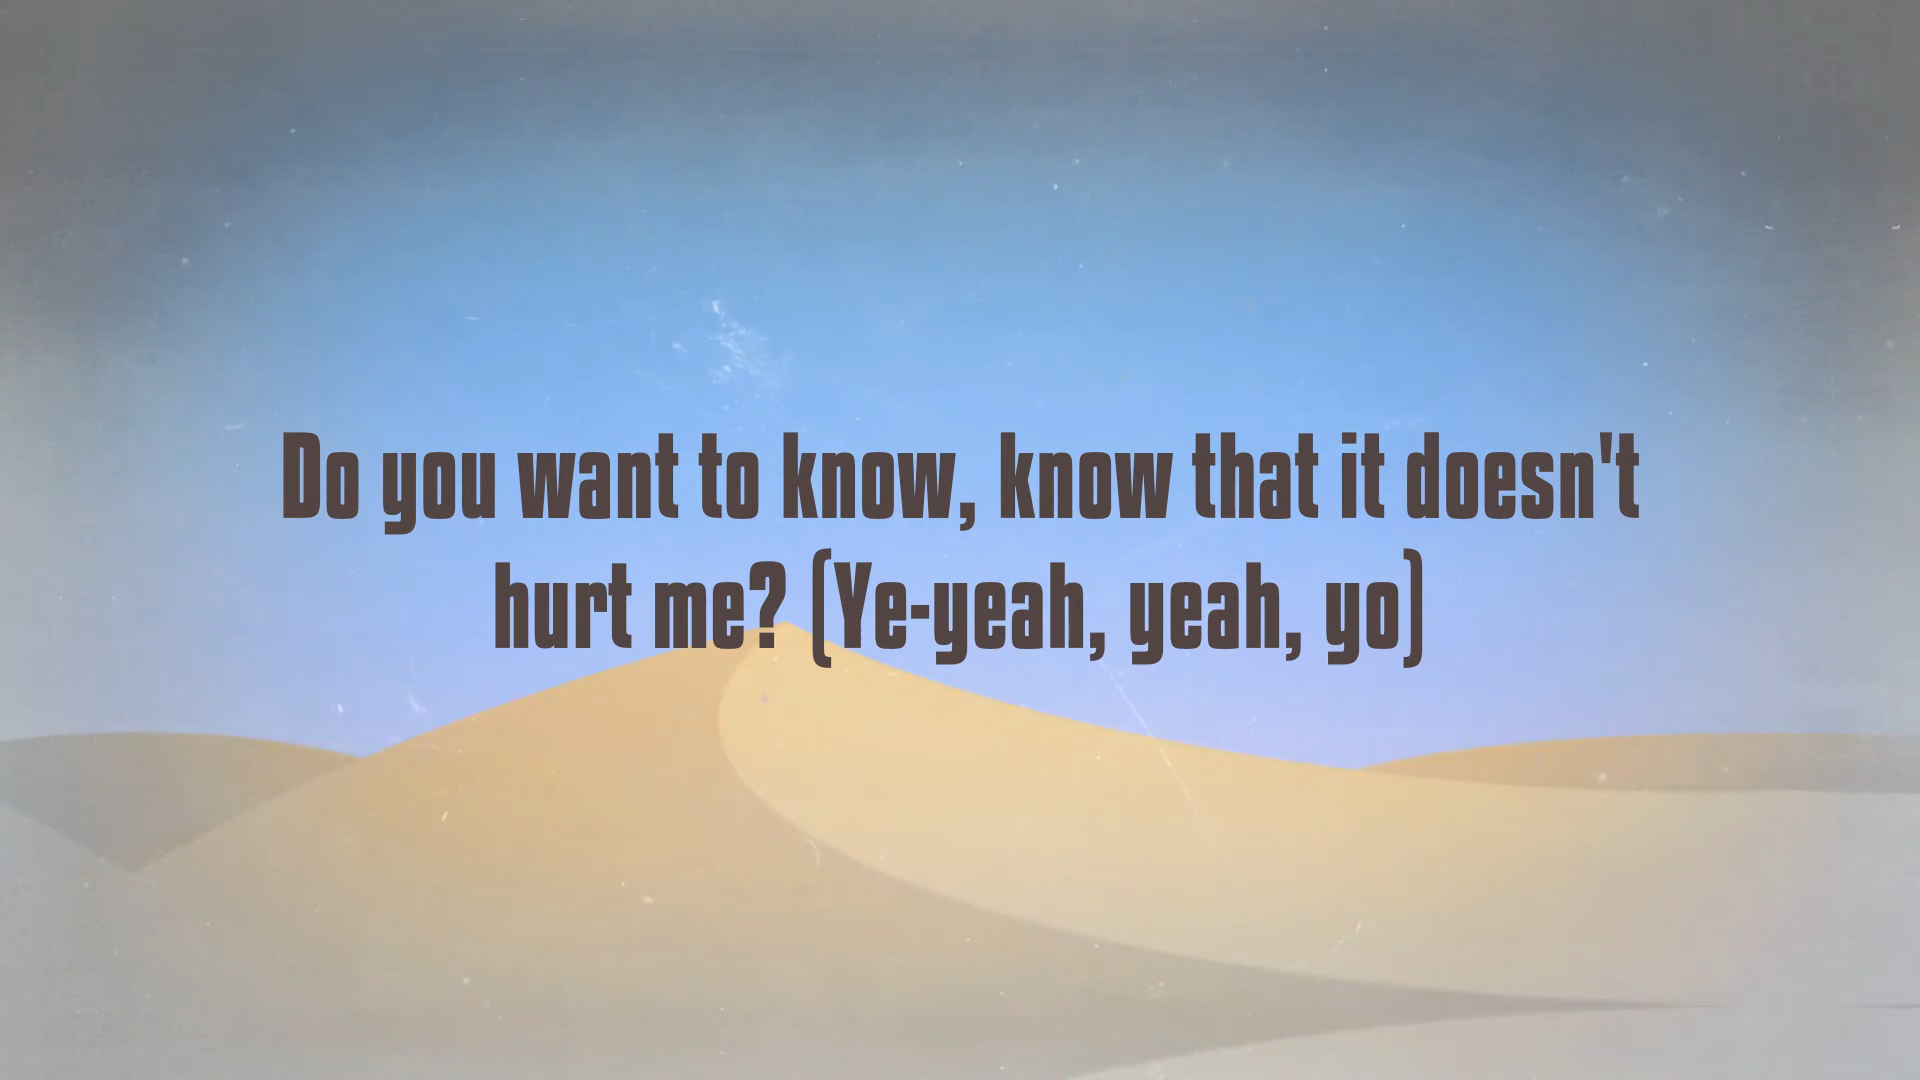 Do you want to know, know that it doesn't
hurt me? (Ye-yeah, yeah, yo)